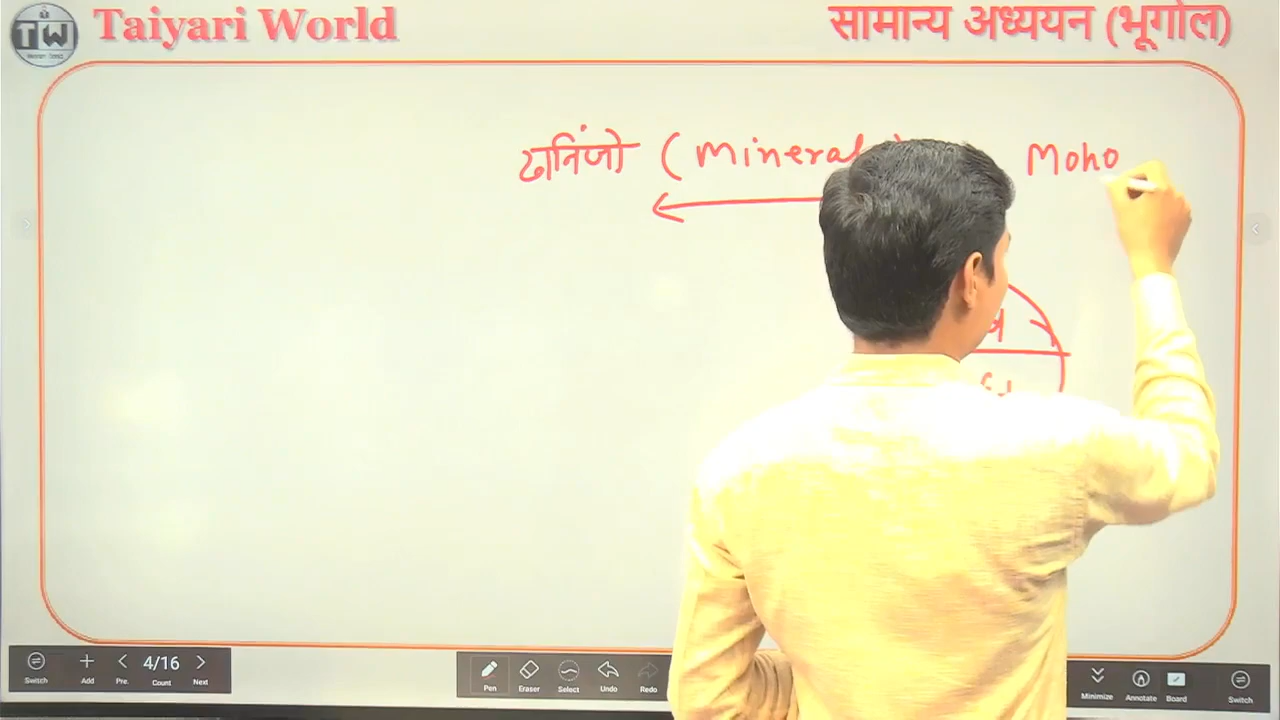 Taiyari World
सामान्य अध्ययन (भूगोल)
TW
खनिजों (Mineral
Moho
Switch
Add
Pre.
4/16
Count
Next
Pen
Eraser
Select
Undo
Redo
Minimize
Annotate
Board
Switch